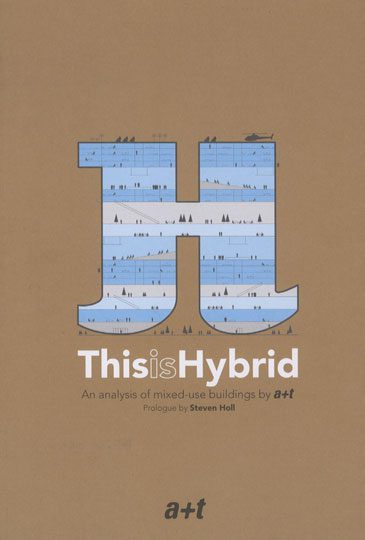 H
ThisisHybrid
An analysis of mixed-use buildings by a+t
Prologue by Steven Holl
a+t